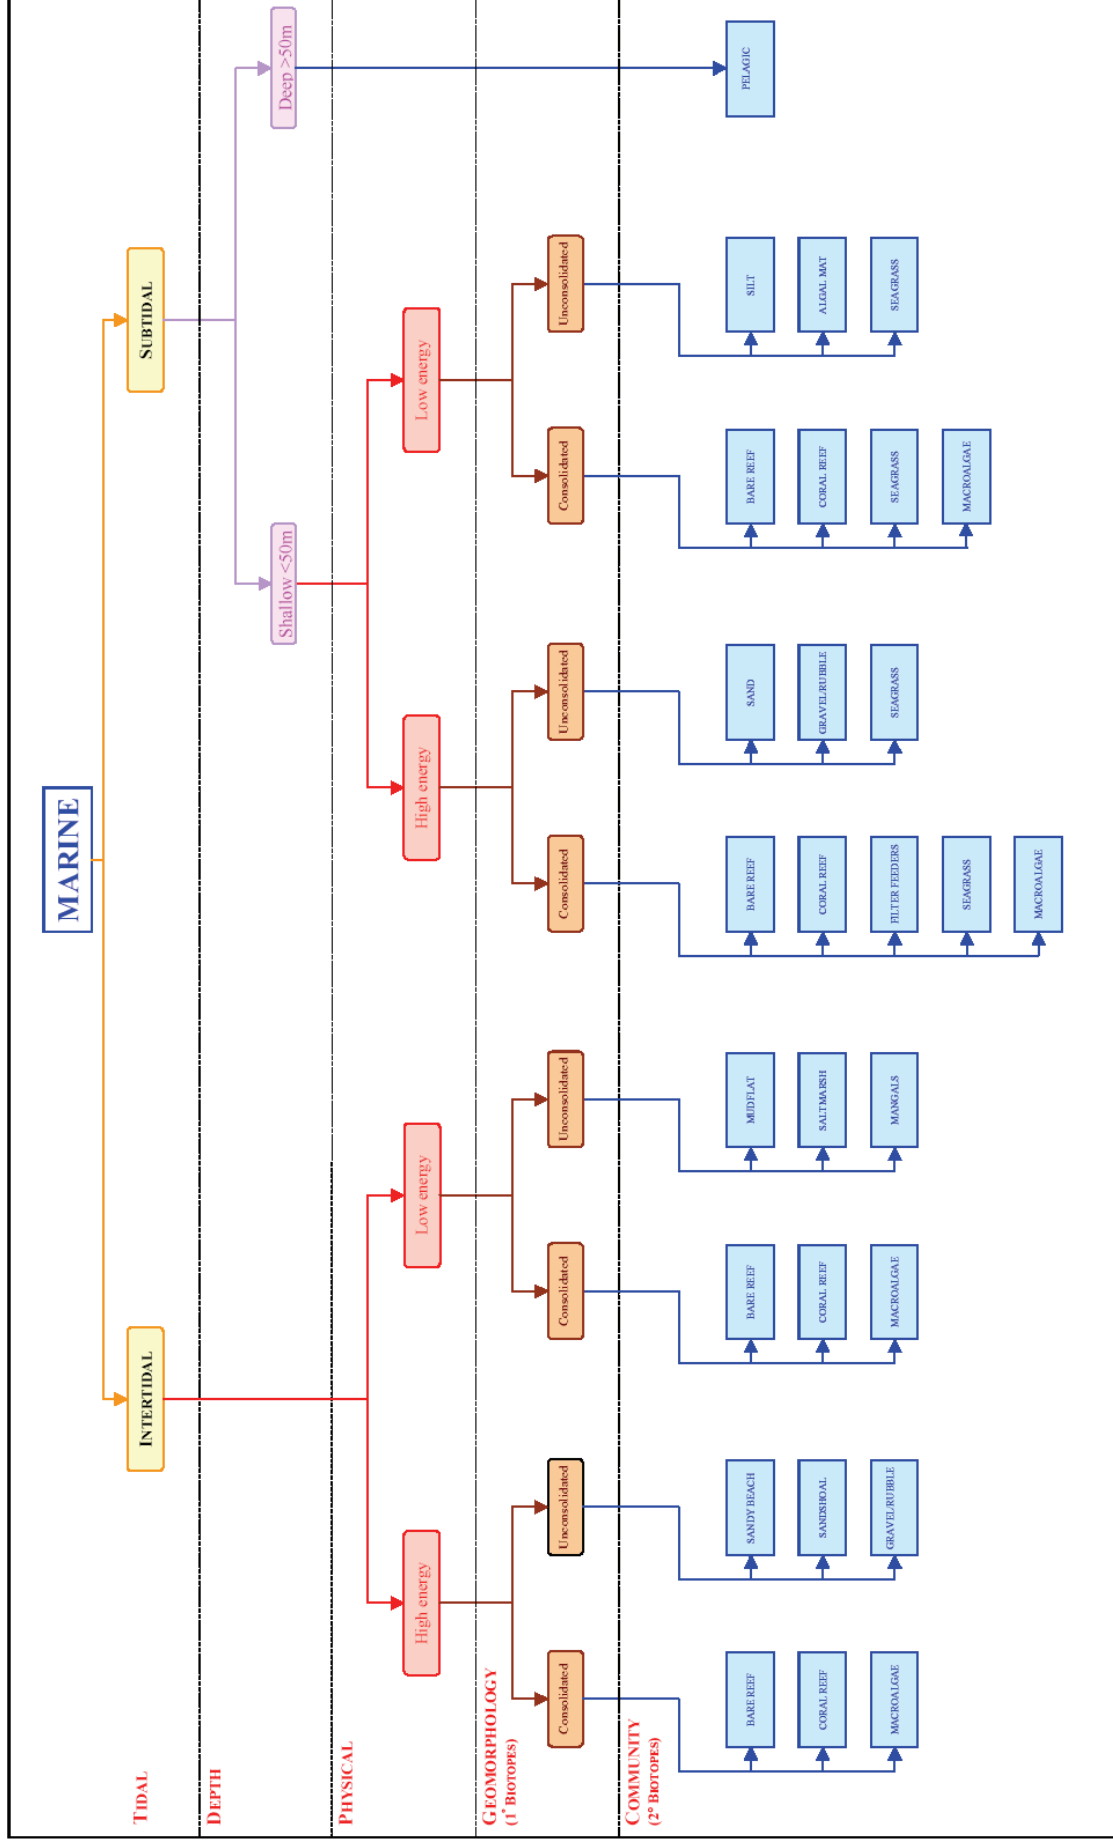 MARINE
TIDAL
INTERTIDAL
SUBTIDAL
DEPTH
Shallow <50m
Deep >50m
PHYSICAL
High energy
Low energy
High energy
Low energy
GEOMORPHOLOGY
(1° BIOTOPES)
Consolidated
Unconsolidated
Consolidated
Unconsolidated
Consolidated
Unconsolidated
Consolidated
Unconsolidated
COMMUNITY
(2° BIOTOPES)
BARE REEF
CORAL REEF
MACROALGAE
SANDY BEACH
SANDSHOAL
GRAVEL/RUBBLE
BARE REEF
CORAL REEF
MACROALGAE
MUDFLAT
SALTMARSH
MANGALS
BARE REEF
CORAL REEF
FILTER FEEDERS
SEAGRASS
MACROALGAE
SAND
GRAVEL/RUBBLE
SEAGRASS
BARE REEF
CORAL REEF
SEAGRASS
MACROALGAE
SILT
ALGAL MAT
SEAGRASS
PELAGIC